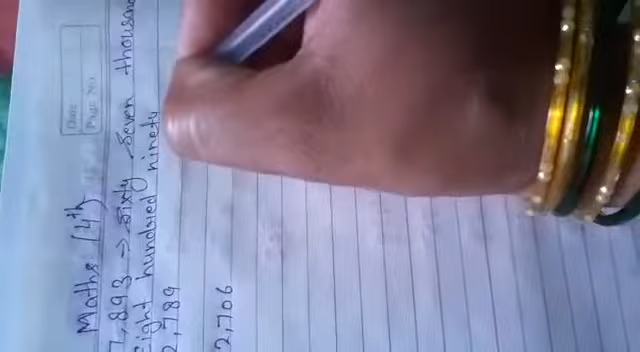 Date
Page No.
Maths (4th)
7,893 → Sixty seven thousand
Eight hundred ninety
2,789
2,706